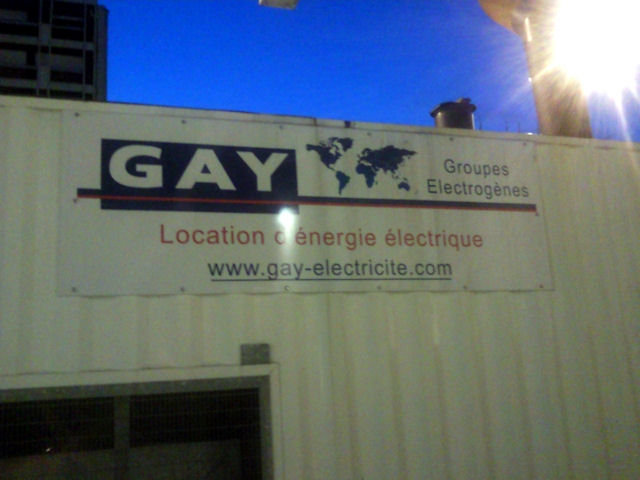 GAY
Groupes
Electrogènes
Location d'énergie électrique
www.gay-electricite.com